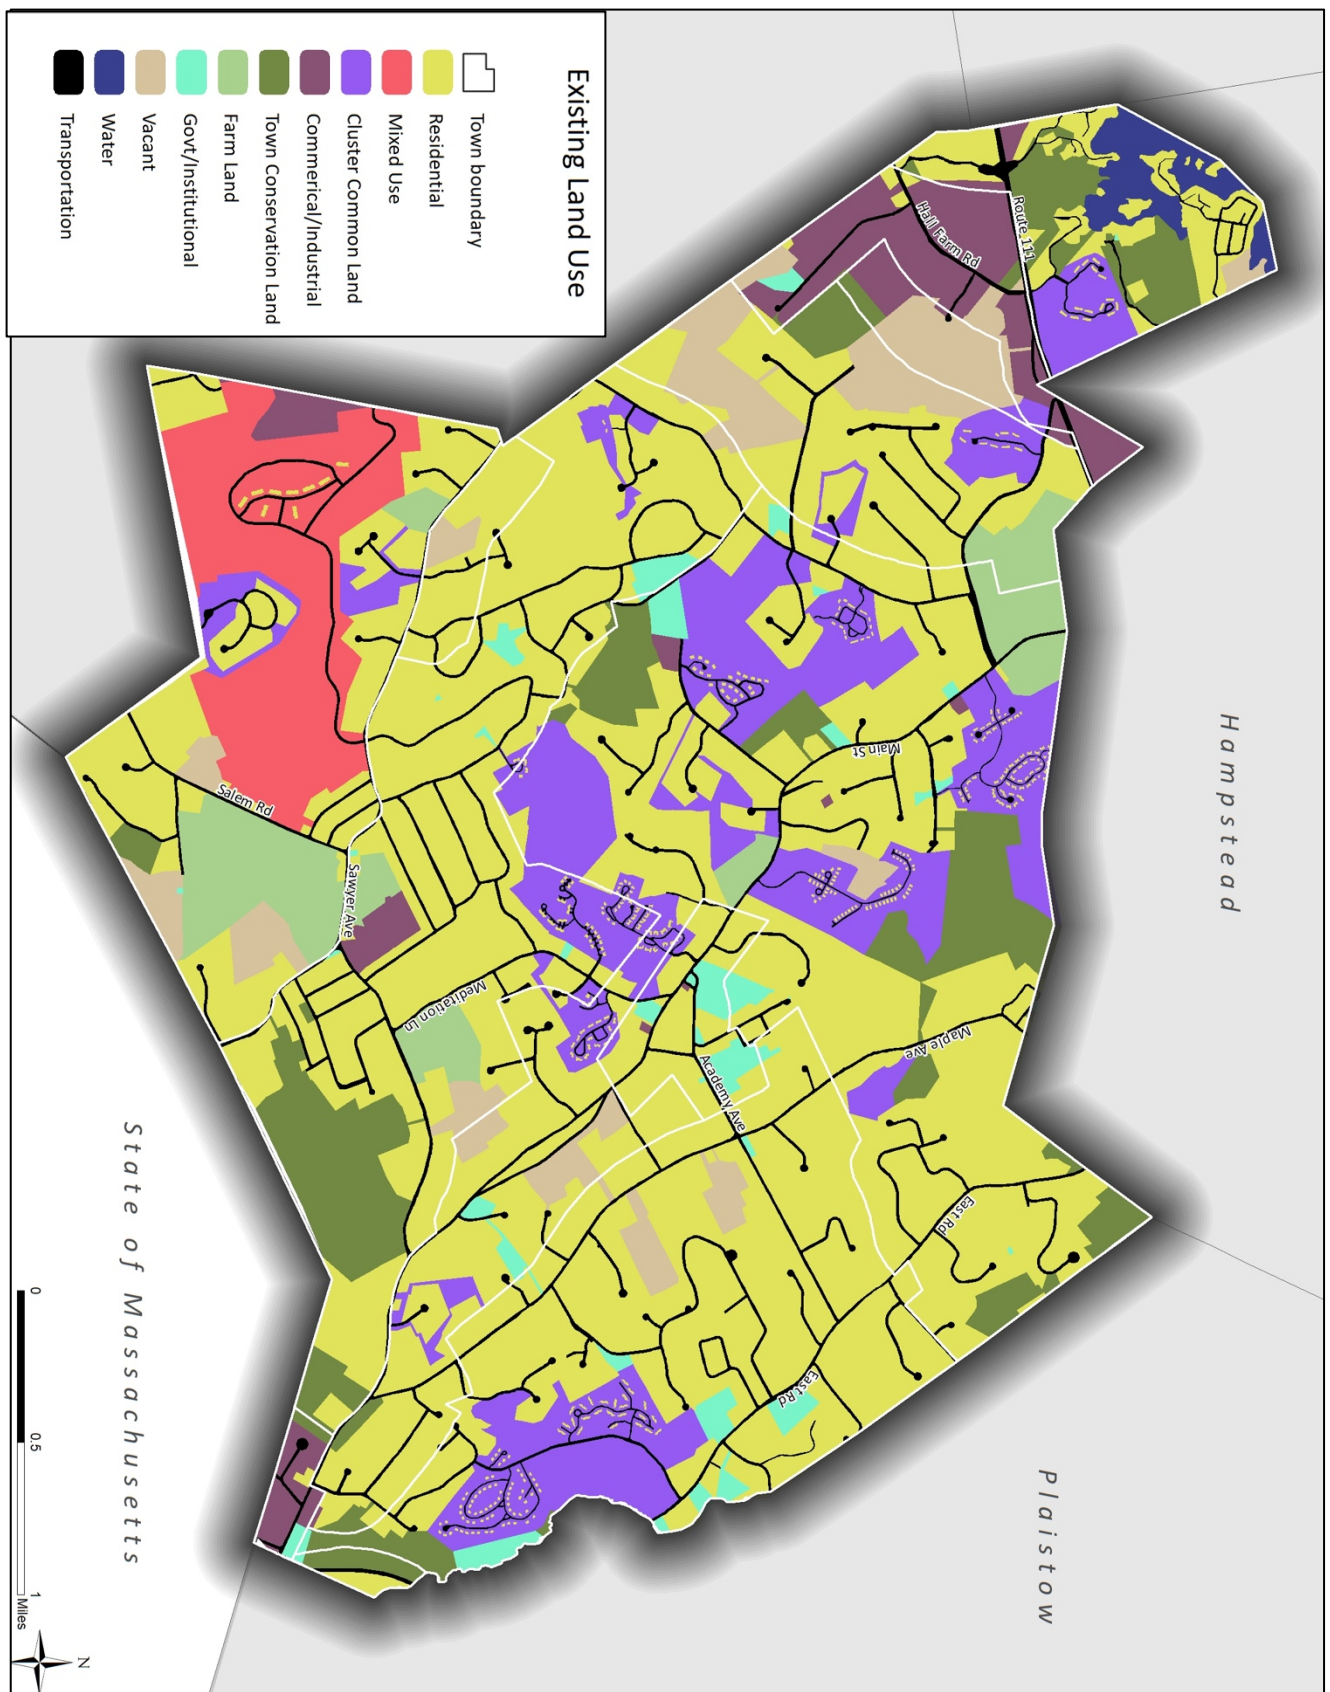 Existing Land Use
Town boundary
Residential
Mixed Use
Cluster Common Land
Commerical/Industrial
Town Conservation Land
Farm Land
Govt/Institutional
Vacant
Water
Transportation
Hampstead
Plaistow
State of Massachusetts
Route 111
Hall Farm Rd
Main St
Maple Ave
Academy Ave
East Rd
East Rd
Salem Rd
Sawyer Ave
Meditation Ln
0
0.5
1
Miles
N